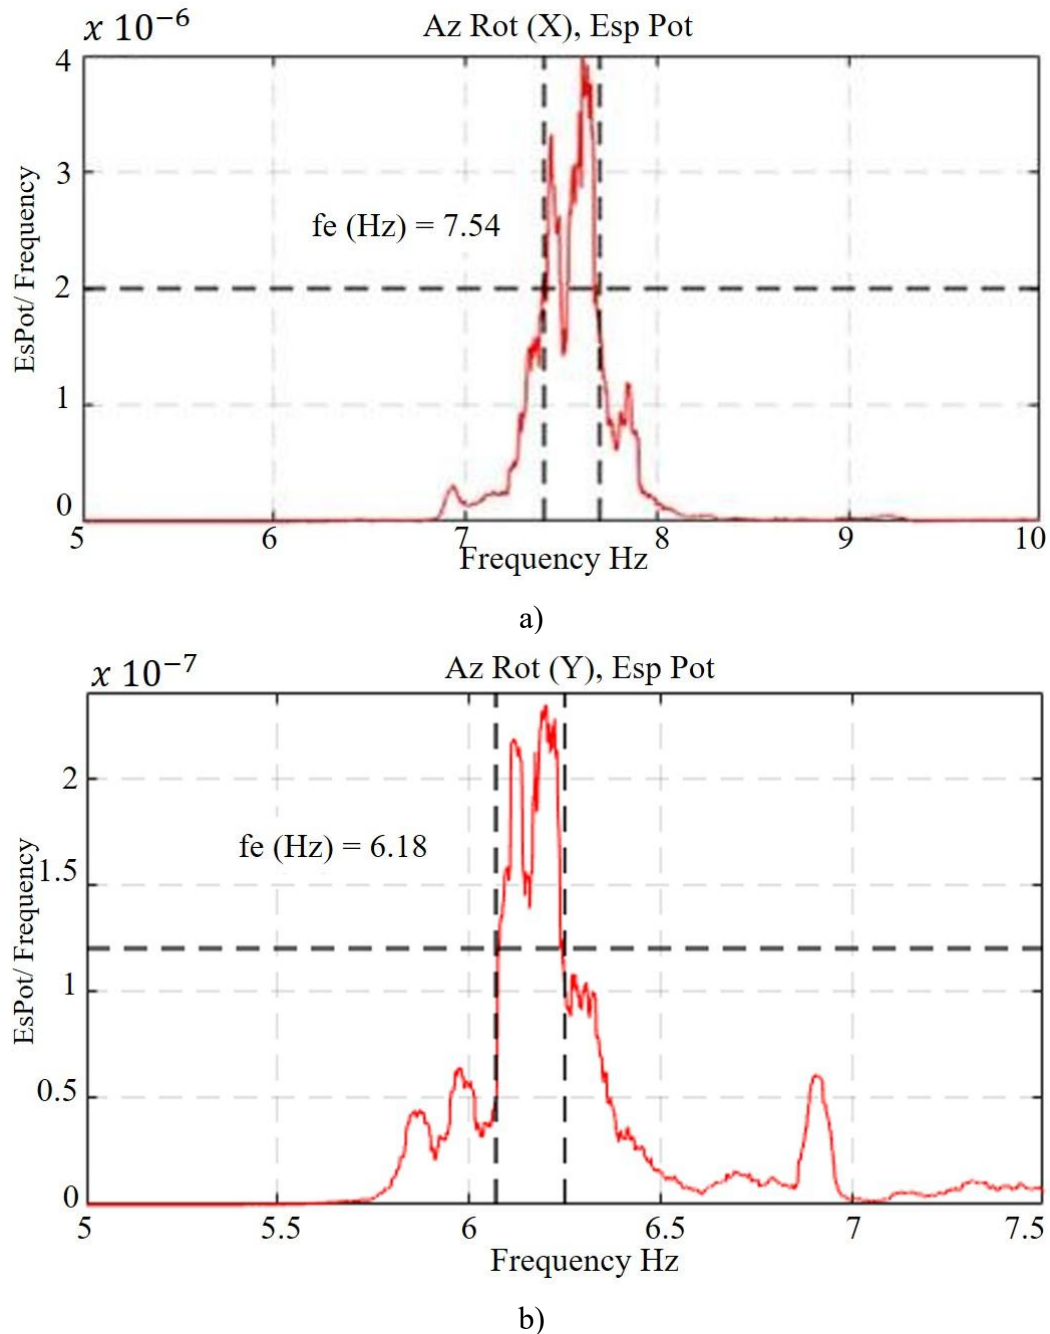 x 10⁻⁶
Az Rot (X), Esp Pot
4
3
2
1
0
EsPot/ Frequency
fe (Hz) = 7.54
5 6 7 8 9 10
Frequency Hz
a)
x 10⁻⁷
Az Rot (Y), Esp Pot
2
1.5
1
0.5
0
EsPot/ Frequency
fe (Hz) = 6.18
5 5.5 6 6.5 7 7.5
Frequency Hz
b)